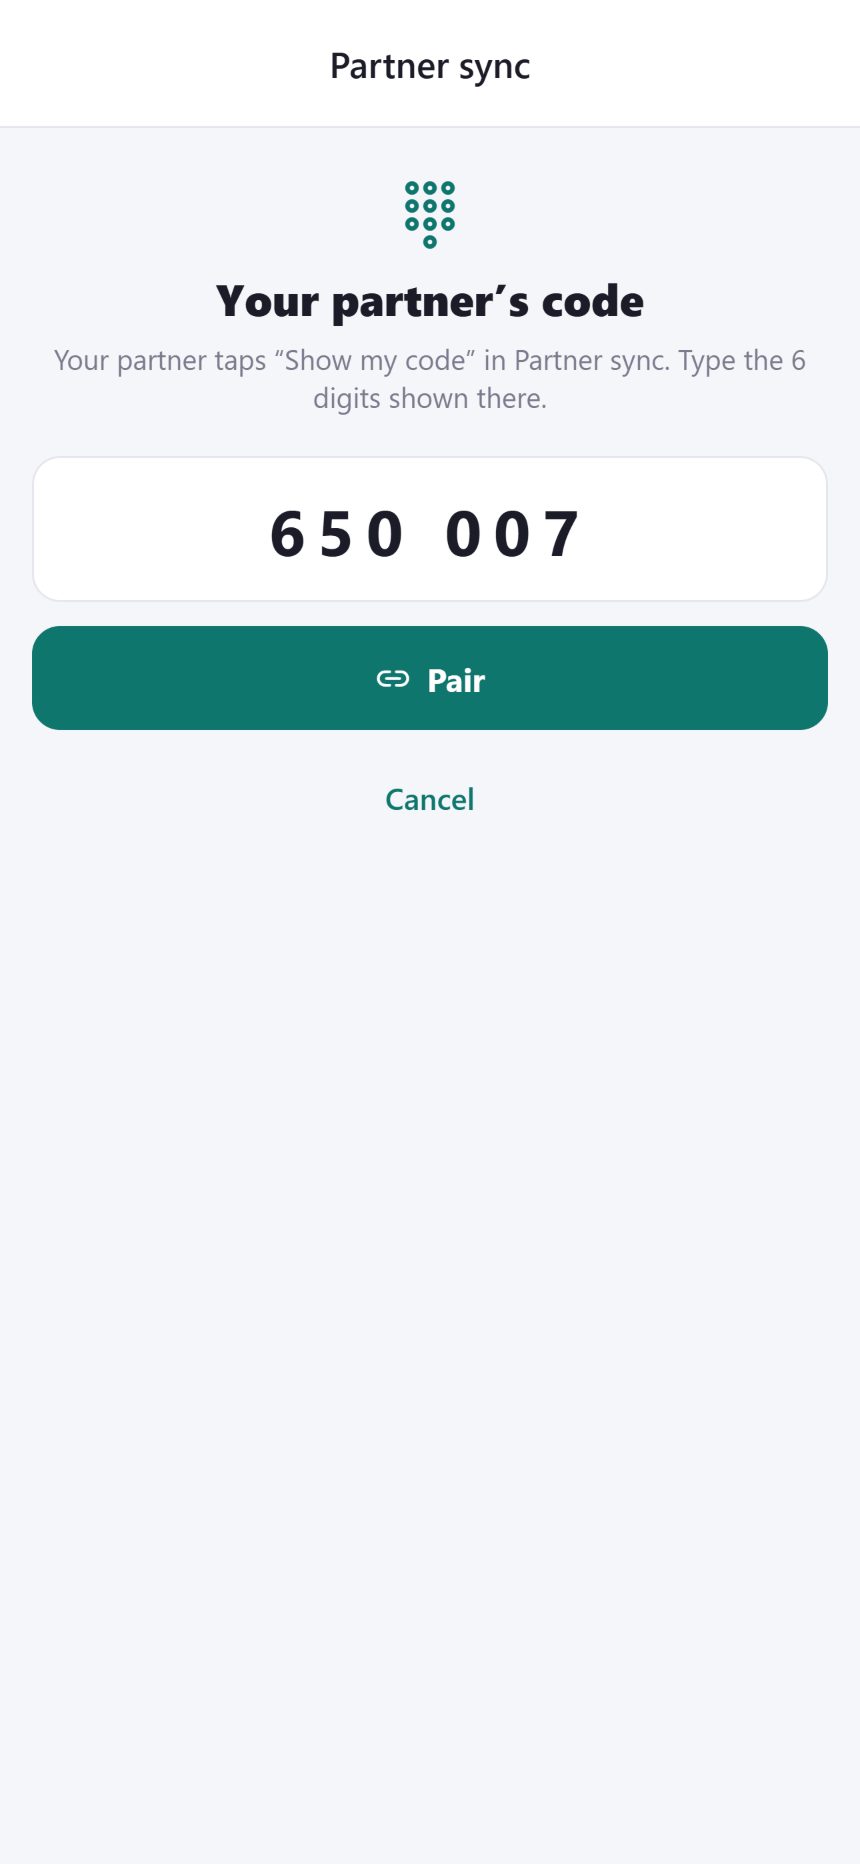 Partner sync
Your partner’s code
Your partner taps “Show my code” in Partner sync. Type the 6
digits shown there.
650 007
Pair
Cancel